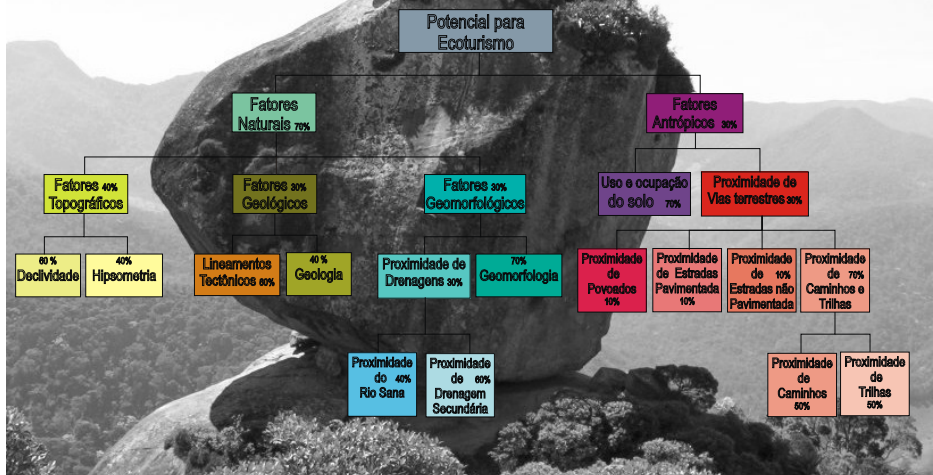 Potencial para
Ecoturismo
Fatores
Naturais 70%
Fatores
Antrópicos 30%
Fatores 40%
Topográficos
Fatores 30%
Geológicos
Fatores 30%
Geomorfológicos
Uso e ocupação
do solo 70%
Proximidade de
Vias terrestres 30%
60 %
Declividade
40%
Hipsometria
Lineamentos
Tectônicos 60%
40 %
Geologia
Proximidade de
Drenagens 30%
70%
Geomorfologia
Proximidade
de
Povoados
10%
Proximidade
de Estradas
Pavimentada
10%
Proximidade
de 10%
Estradas não
Pavimentada
Proximidade
de 70%
Caminhos e
Trilhas
Proximidade
do 40%
Rio Sana
Proximidade
de 60%
Drenagem
Secundária
Proximidade
de
Caminhos
50%
Proximidade
de
Trilhas
50%